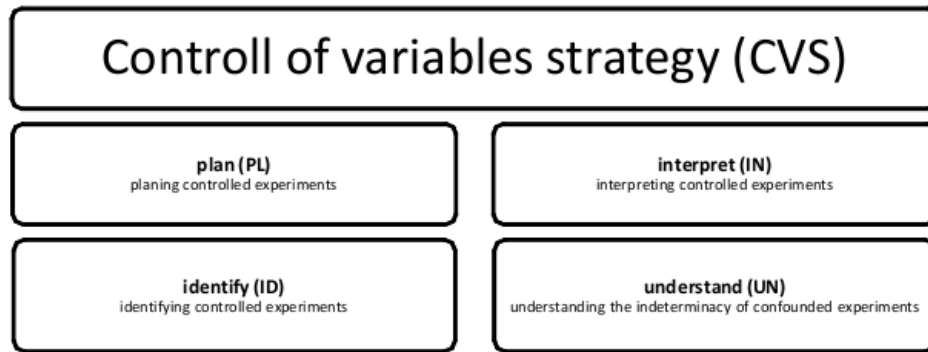 Controll of variables strategy (CVS)
plan (PL)
planing controlled experiments
interpret (IN)
interpreting controlled experiments
identify (ID)
identifying controlled experiments
understand (UN)
understanding the indeterminacy of confounded experiments